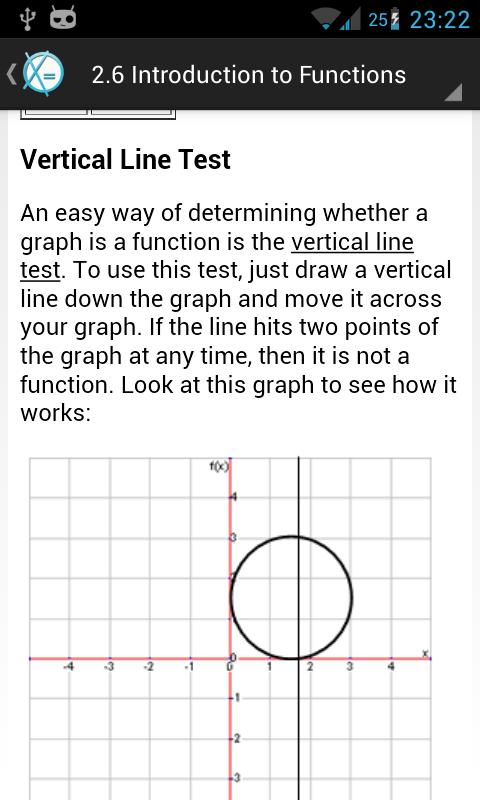 25 23:22
X=
2.6 Introduction to Functions
Vertical Line Test
An easy way of determining whether a
graph is a function is the vertical line
test. To use this test, just draw a vertical
line down the graph and move it across
your graph. If the line hits two points of
the graph at any time, then it is not a
function. Look at this graph to see how it
works:
f(x)
4
3
2
0
x
-4 -3 -2 -1 0 1 2 3 4
-1
-2
-3